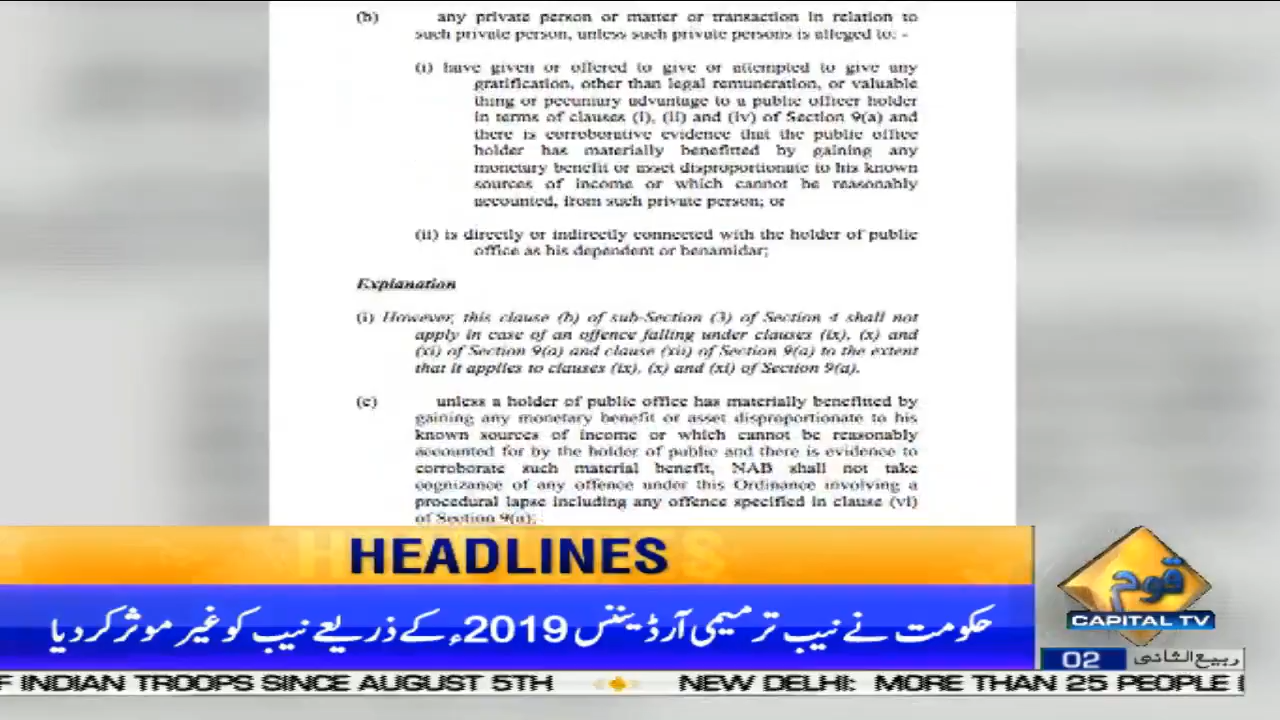 (b) any private person or matter or transaction in relation to
such private person, unless such private persons is alleged to: -
(i) have given or offered to give or attempted to give any
gratification, other than legal remuneration, or valuable
thing or pecuniary advantage to a public officer holder
in terms of clauses (i), (ii) and (iv) of Section 9(a) and
there is corroborative evidence that the public office
holder has materially benefitted by gaining any
monetary benefit or asset disproportionate to his known
sources of income or which cannot be reasonably
accounted, from such private person; or
(ii) is directly or indirectly connected with the holder of public
office as his dependent or benamidar;
Explanation
(i) However, this clause (b) of sub-Section (3) of Section 4 shall not
apply in case of an offence falling under clauses (ix), (x) and
(xi) of Section 9(a) and clause (xii) of Section 9(a) to the extent
that it applies to clauses (ix), (x) and (xi) of Section 9(a).
(c) unless a holder of public office has materially benefitted by
gaining any monetary benefit or asset disproportionate to his
known sources of income or which cannot be reasonably
accounted for by the holder of public and there is evidence to
corroborate such material benefit, NAB shall not take
cognizance of any offence under this Ordinance involving a
procedural lapse including any offence specified in clause (vi)
of Section 9(a);
HEADLINES
حکومت نے نیب ترمیمی آرڈیننس 2019ء کے ذریعے نیب کو غیر موثر کردیا
قوم
CAPITAL TV
02 ربیع الثانی
F INDIAN TROOPS SINCE AUGUST 5TH NEW DELHI: MORE THAN 25 PEOPLE